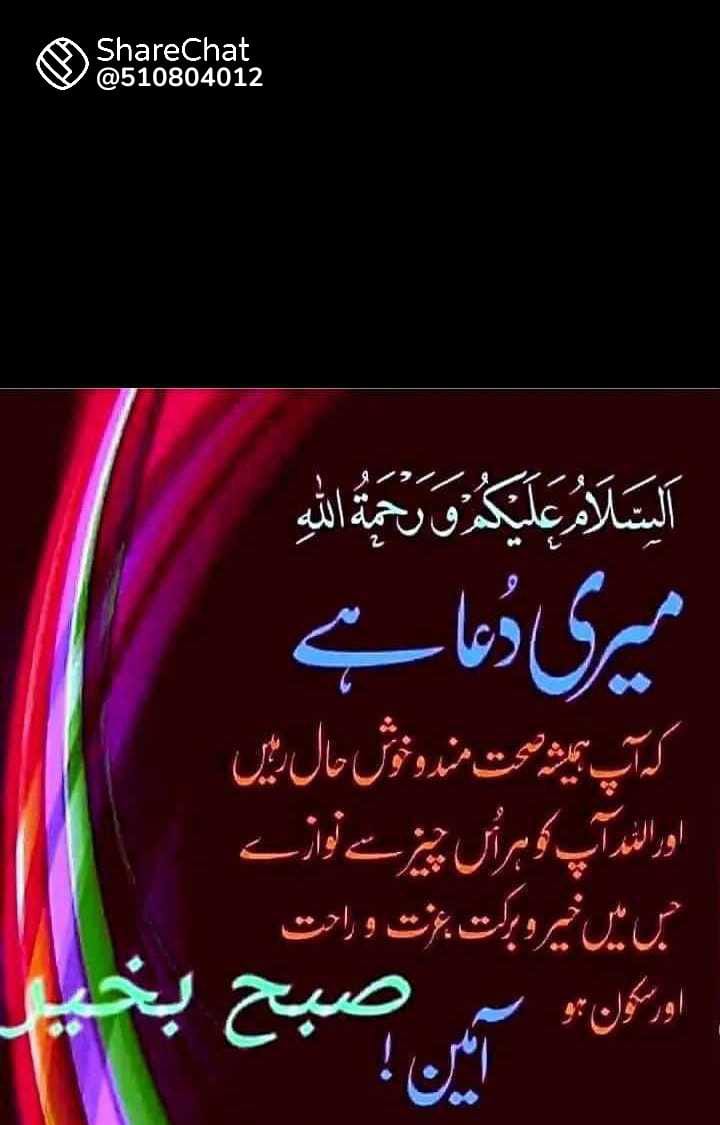 ShareChat
@510804012
اَلسَّلَامُ عَلَيْكُمْ وَرَحْمَةُ اللهِ
میری دُعا ہے
کہ آپ ہمیشہ صحت مند و خوش حال رہیں
اور اللہ آپ کو ہر اُس چیز سے نوازے
جس میں خیر و برکت، عزت و راحت
اور سکون ہو
صبح بخیر
آمین !